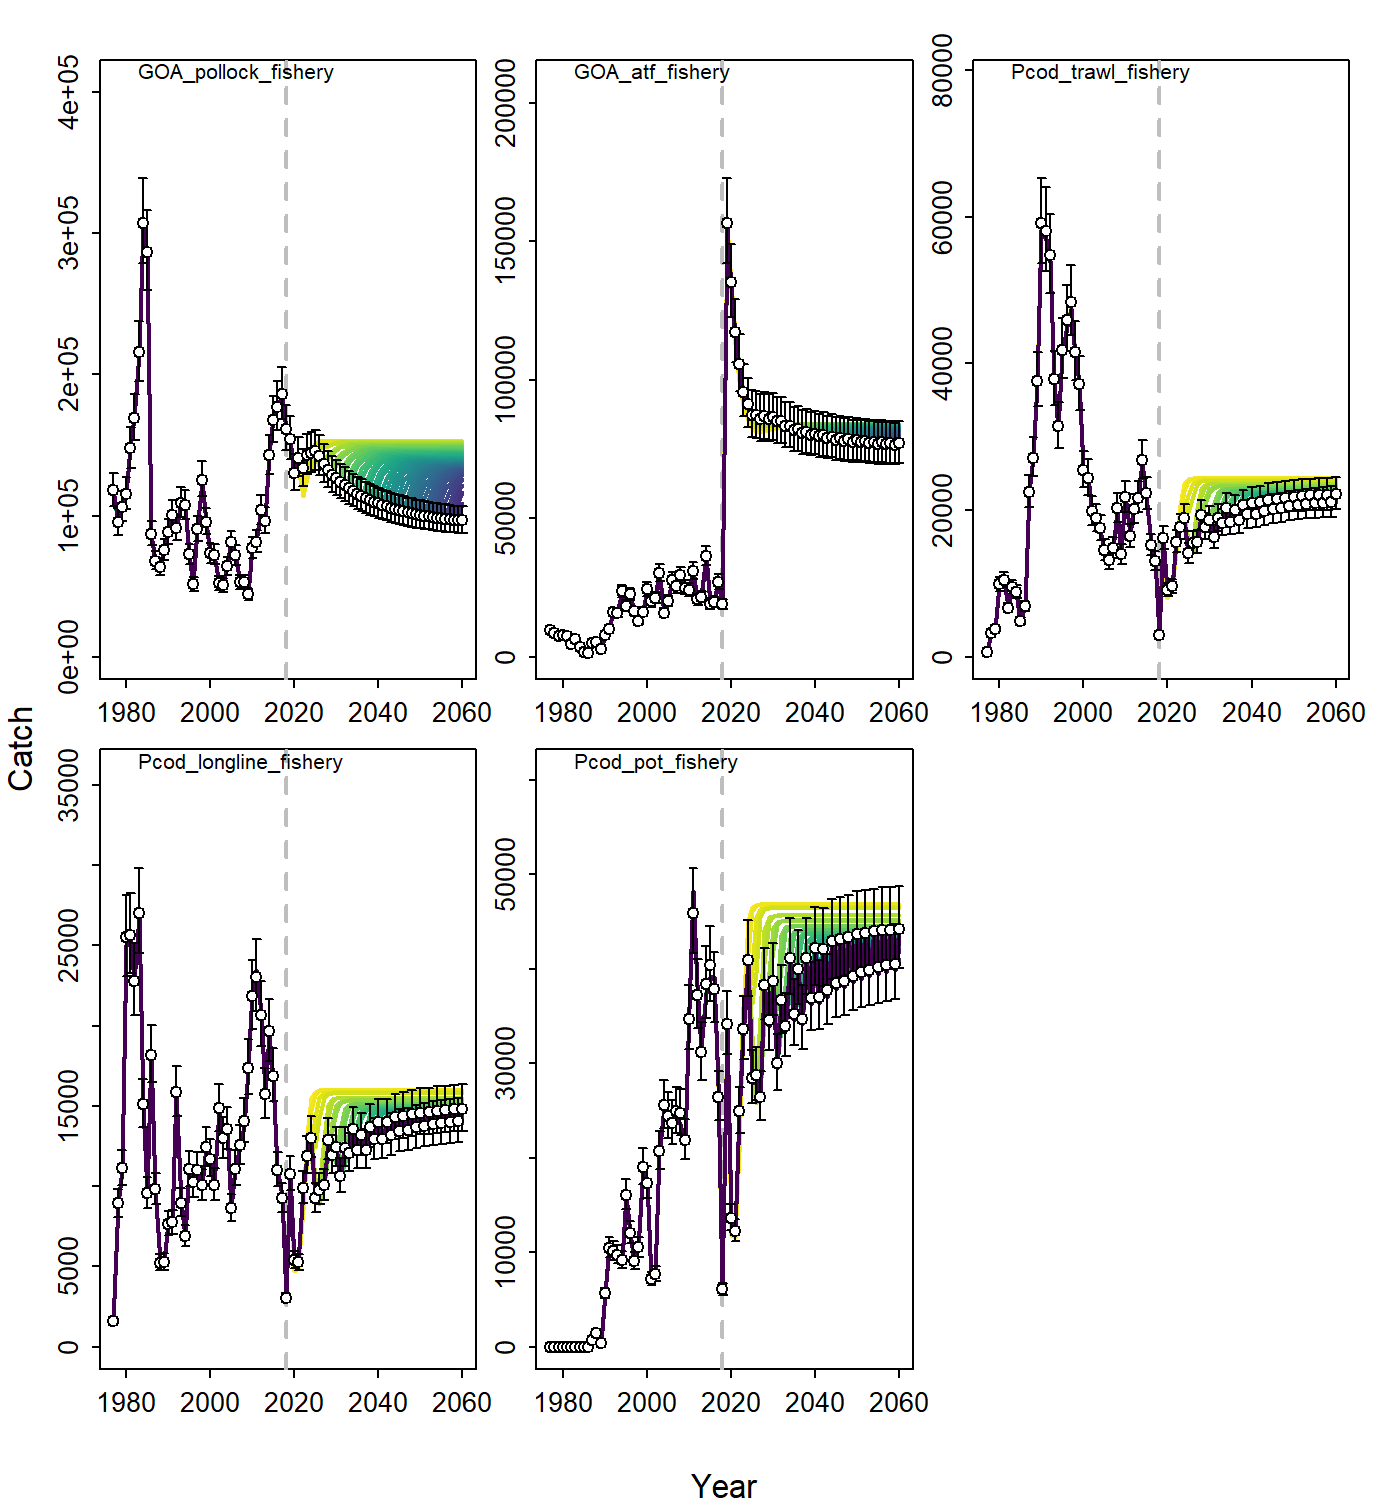 GOA_pollock_fishery
0e+00 1e+05 2e+05 3e+05 4e+05
1980 2000 2020 2040 2060
GOA_atf_fishery
0 50000 100000 150000 200000
1980 2000 2020 2040 2060
Pcod_trawl_fishery
0 20000 40000 60000 80000
1980 2000 2020 2040 2060
Catch
Pcod_longline_fishery
0 5000 15000 25000 35000
1980 2000 2020 2040 2060
Pcod_pot_fishery
0 10000 30000 50000
1980 2000 2020 2040 2060
Year